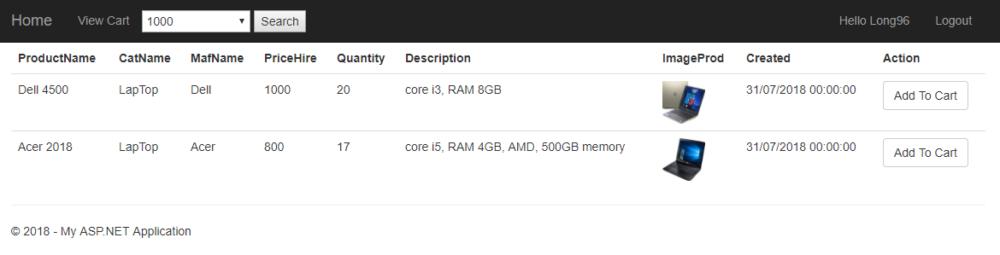 Home View Cart 1000 Search Hello Long96 Logout
ProductName CatName MafName PriceHire Quantity Description ImageProd Created Action
Dell 4500 LapTop Dell 1000 20 core i3, RAM 8GB 31/07/2018 00:00:00 Add To Cart
Acer 2018 LapTop Acer 800 17 core i5, RAM 4GB, AMD, 500GB memory 31/07/2018 00:00:00 Add To Cart
© 2018 - My ASP.NET Application